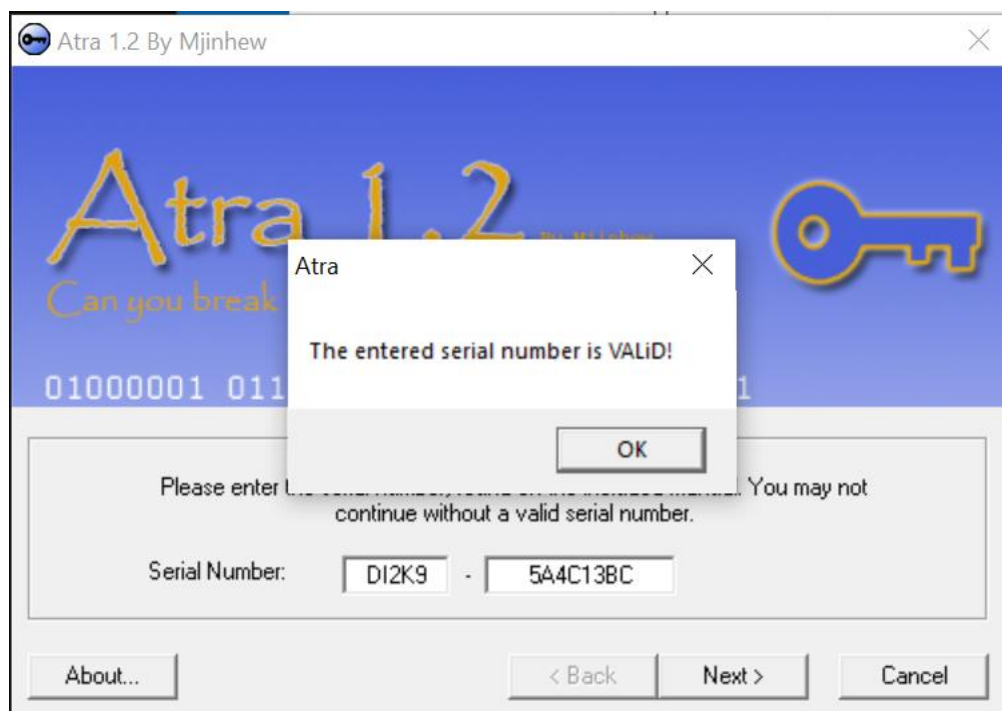 Atra 1.2 By Mjinhew
Atra 1.2
Can you break
01000001 011
1
Atra
The entered serial number is VALiD!
OK
Please enter You may not
continue without a valid serial number.
Serial Number: DI2K9 - 5A4C13BC
About... < Back Next > Cancel